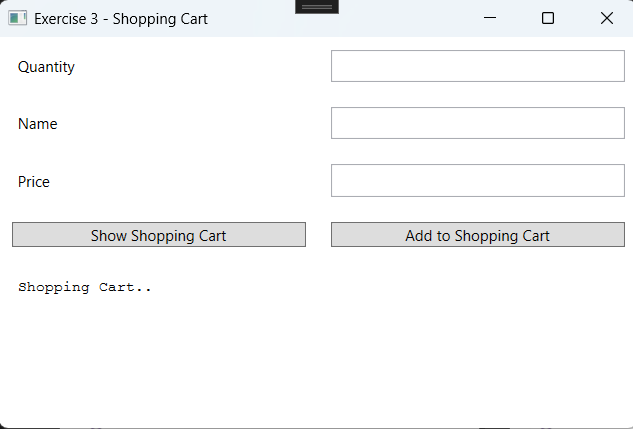 Exercise 3 - Shopping Cart
Quantity
Name
Price
Show Shopping Cart
Add to Shopping Cart
Shopping Cart..